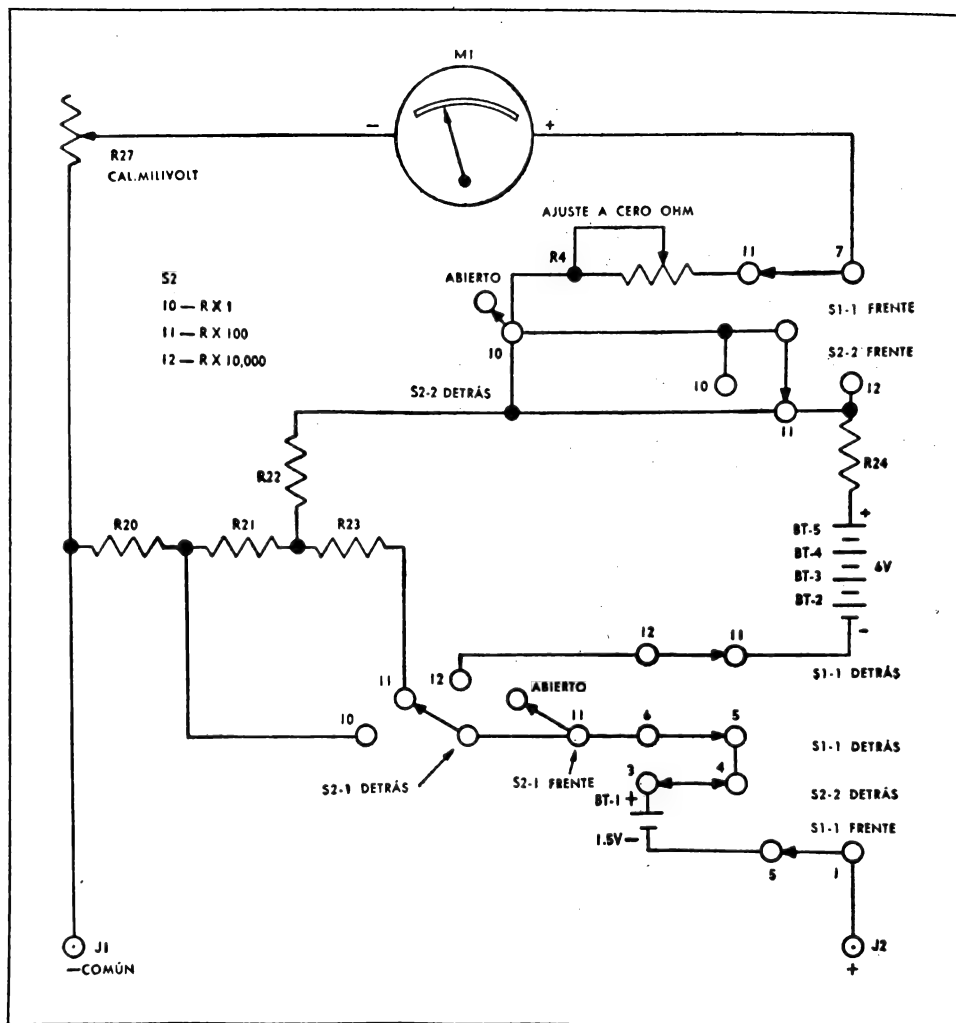 M1
−
+
R27
CAL.MILIVOLT
AJUSTE A CERO OHM
R4
11
7
ABIERTO
S1-1 FRENTE
S2
10 — R X 1
11 — R X 100
12 — R X 10,000
10
S2-2 FRENTE
10
12
S2-2 DETRÁS
11
R22
R24
R20
R21
R23
+
BT-5
BT-4
6V
BT-3
BT-2
−
12
11
S1-1 DETRÁS
12
11
ABIERTO
10
11
6
5
S1-1 DETRÁS
S2-1 DETRÁS
S2-1 FRENTE
3
4
S2-2 DETRÁS
BT-1 +
S1-1 FRENTE
1.5V −
5
1
J1
J2
—COMÚN
+